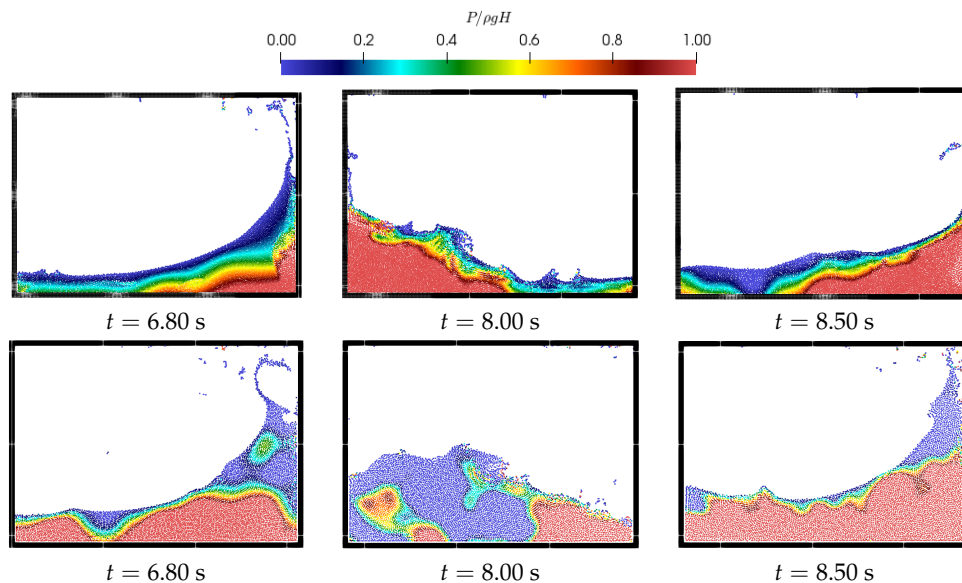 P/ρgH
0.00 0.2 0.4 0.6 0.8 1.00
t = 6.80 s t = 8.00 s t = 8.50 s
t = 6.80 s t = 8.00 s t = 8.50 s